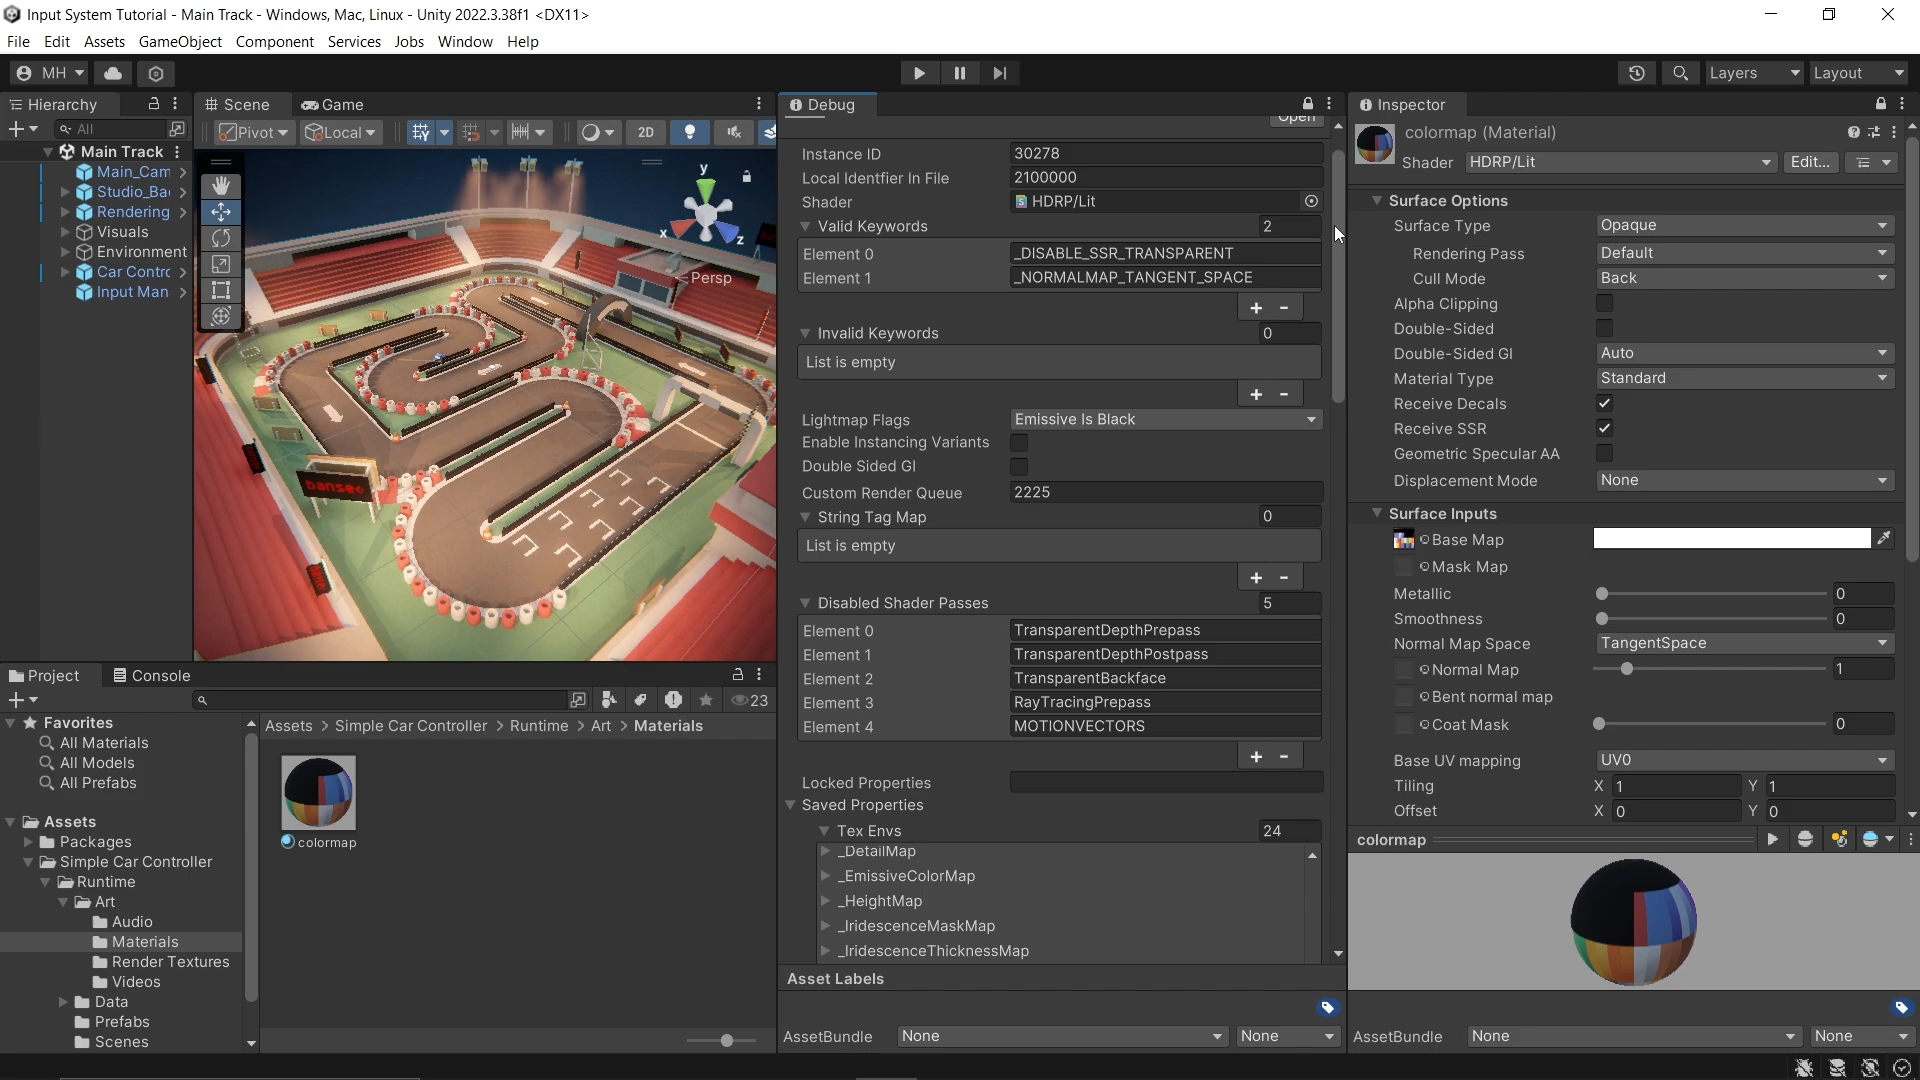 Input System Tutorial - Main Track - Windows, Mac, Linux - Unity 2022.3.38f1 <DX11>
File Edit Assets GameObject Component Services Jobs Window Help
MH
Layers
Layout
Hierarchy
All
Main Track
Main_Cam
Studio_Ba
Rendering
Visuals
Environment
Car Contro
Input Man
Scene
Game
Pivot
Local
2D
y
x
z
Persp
Debug
Open
Instance ID 30278
Local Identfier In File 2100000
Shader HDRP/Lit
Valid Keywords 2
Element 0 _DISABLE_SSR_TRANSPARENT
Element 1 _NORMALMAP_TANGENT_SPACE
+ -
Invalid Keywords 0
List is empty
+ -
Lightmap Flags Emissive Is Black
Enable Instancing Variants
Double Sided GI
Custom Render Queue 2225
String Tag Map 0
List is empty
+ -
Disabled Shader Passes 5
Element 0 TransparentDepthPrepass
Element 1 TransparentDepthPostpass
Element 2 TransparentBackface
Element 3 RayTracingPrepass
Element 4 MOTIONVECTORS
+ -
Locked Properties
Saved Properties
Tex Envs 24
_DetailMap
_EmissiveColorMap
_HeightMap
_IridescenceMaskMap
_IridescenceThicknessMap
Asset Labels
AssetBundle None None
Inspector
colormap (Material)
Shader HDRP/Lit Edit...
Surface Options
Surface Type Opaque
Rendering Pass Default
Cull Mode Back
Alpha Clipping
Double-Sided
Double-Sided GI Auto
Material Type Standard
Receive Decals
Receive SSR
Geometric Specular AA
Displacement Mode None
Surface Inputs
Base Map
Mask Map
Metallic 0
Smoothness 0
Normal Map Space TangentSpace
Normal Map 1
Bent normal map
Coat Mask 0
Base UV mapping UV0
Tiling X 1 Y 1
Offset X 0 Y 0
colormap
AssetBundle None None
Project
Console
23
Favorites
All Materials
All Models
All Prefabs
Assets
Packages
Simple Car Controller
Runtime
Art
Audio
Materials
Render Textures
Videos
Data
Prefabs
Scenes
Assets > Simple Car Controller > Runtime > Art > Materials
colormap